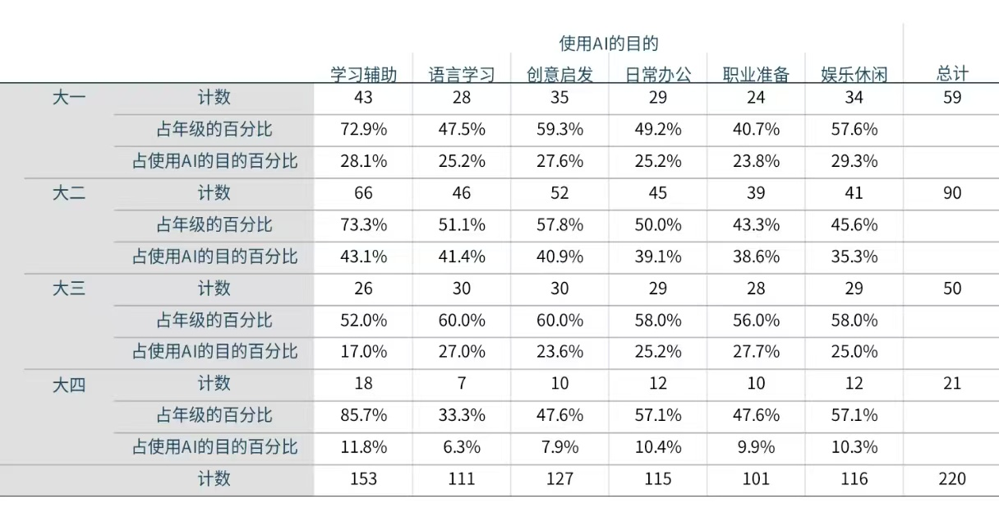 使用AI的目的
学习辅助 语言学习 创意启发 日常办公 职业准备 娱乐休闲 总计
大一 计数 43 28 35 29 24 34 59
占年级的百分比 72.9% 47.5% 59.3% 49.2% 40.7% 57.6%
占使用AI的目的百分比 28.1% 25.2% 27.6% 25.2% 23.8% 29.3%
大二 计数 66 46 52 45 39 41 90
占年级的百分比 73.3% 51.1% 57.8% 50.0% 43.3% 45.6%
占使用AI的目的百分比 43.1% 41.4% 40.9% 39.1% 38.6% 35.3%
大三 计数 26 30 30 29 28 29 50
占年级的百分比 52.0% 60.0% 60.0% 58.0% 56.0% 58.0%
占使用AI的目的百分比 17.0% 27.0% 23.6% 25.2% 27.7% 25.0%
大四 计数 18 7 10 12 10 12 21
占年级的百分比 85.7% 33.3% 47.6% 57.1% 47.6% 57.1%
占使用AI的目的百分比 11.8% 6.3% 7.9% 10.4% 9.9% 10.3%
计数 153 111 127 115 101 116 220